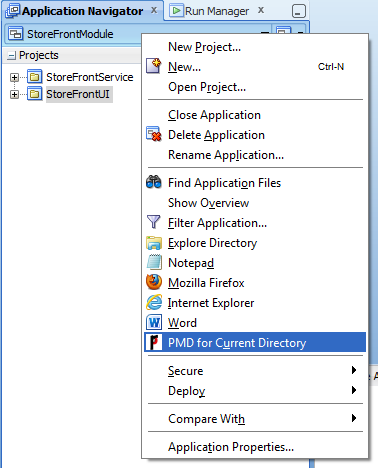 Application Navigator x Run Manager x
StoreFrontModule
Projects
StoreFrontService
StoreFrontUI
New Project...
New... Ctrl-N
Open Project...
Close Application
Delete Application
Rename Application...
Find Application Files
Show Overview
Filter Application...
Explore Directory
Notepad
Mozilla Firefox
Internet Explorer
Word
PMD for Current Directory
Secure
Deploy
Compare With
Application Properties...